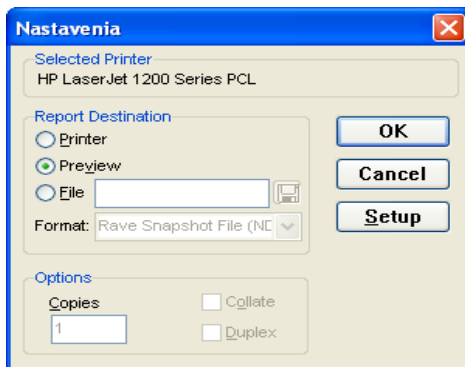 Nastavenia
Selected Printer
HP LaserJet 1200 Series PCL
Report Destination
Printer
Preview
File
Format: Rave Snapshot File (ND
OK
Cancel
Setup
Options
Copies
1
Collate
Duplex